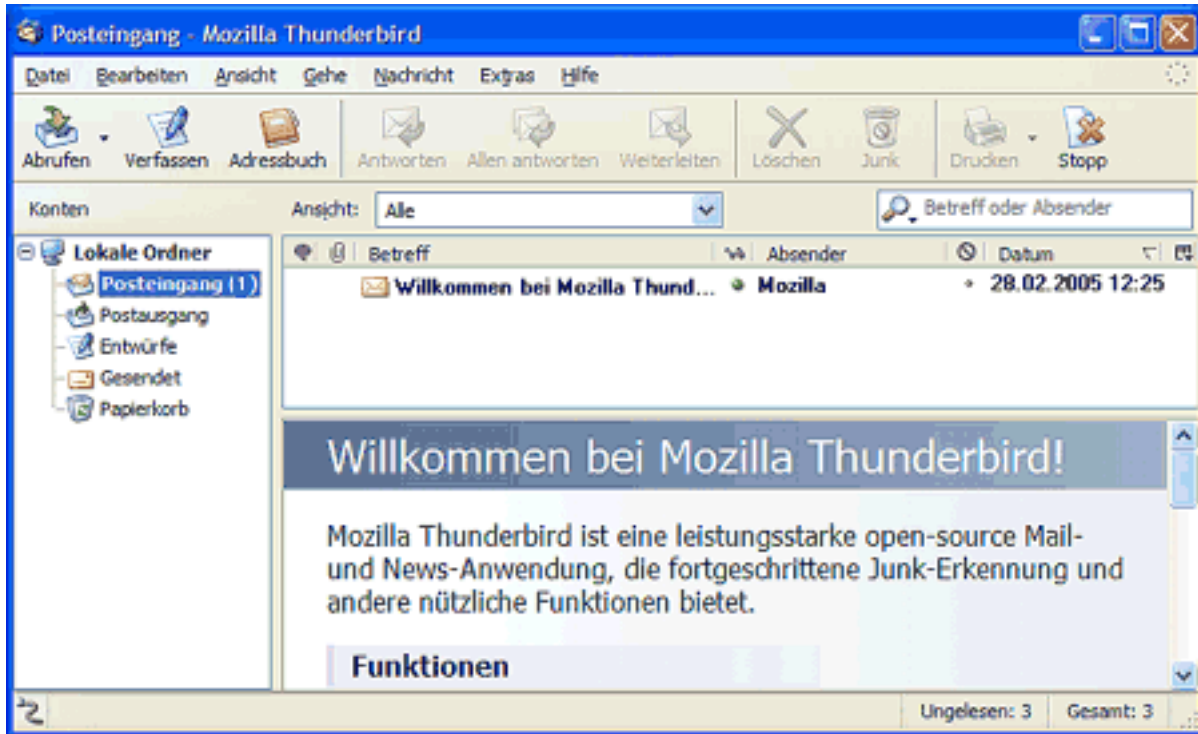 Posteingang - Mozilla Thunderbird
Datei Bearbeiten Ansicht Gehe Nachricht Extras Hilfe
Abrufen Verfassen Adressbuch Antworten Allen antworten Weiterleiten Löschen Junk Drucken Stopp
Konten Ansicht: Alle Betreff oder Absender
Lokale Ordner Betreff Absender Datum
Posteingang (1) Willkommen bei Mozilla Thund... Mozilla 28.02.2005 12:25
Postausgang
Entwürfe
Gesendet
Papierkorb
Willkommen bei Mozilla Thunderbird!
Mozilla Thunderbird ist eine leistungsstarke open-source Mail-
und News-Anwendung, die fortgeschrittene Junk-Erkennung und
andere nützliche Funktionen bietet.
Funktionen
Ungelesen: 3 Gesamt: 3